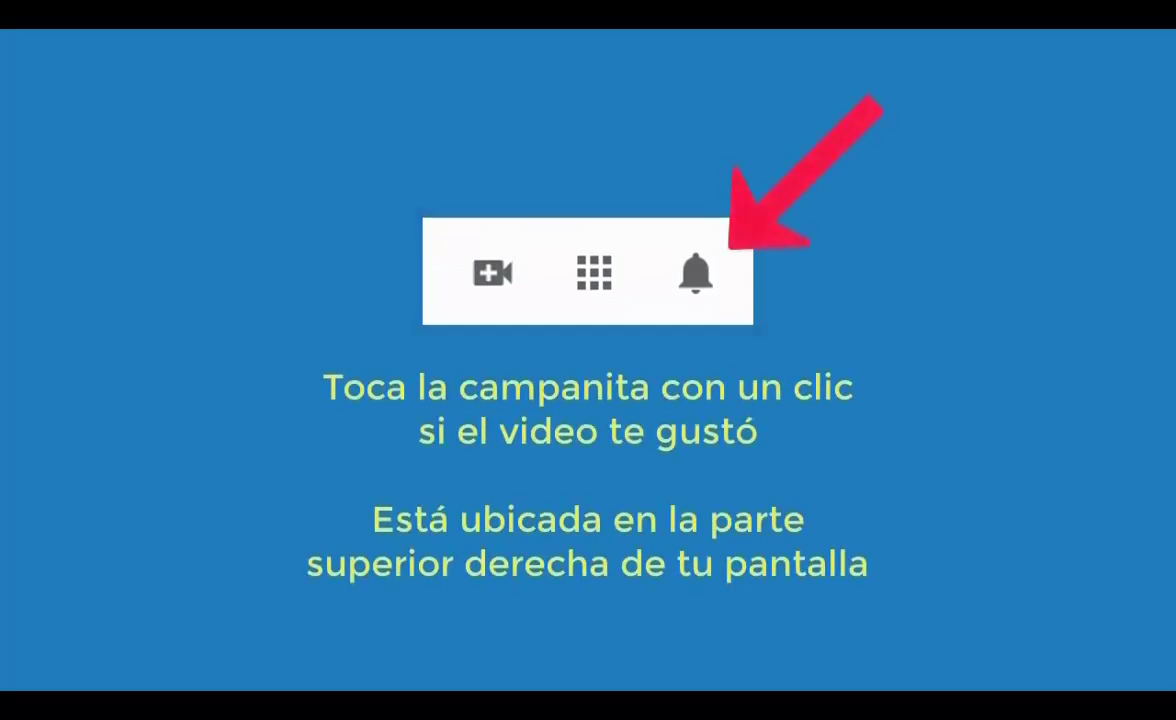 Toca la campanita con un clic
si el video te gustó
Está ubicada en la parte
superior derecha de tu pantalla